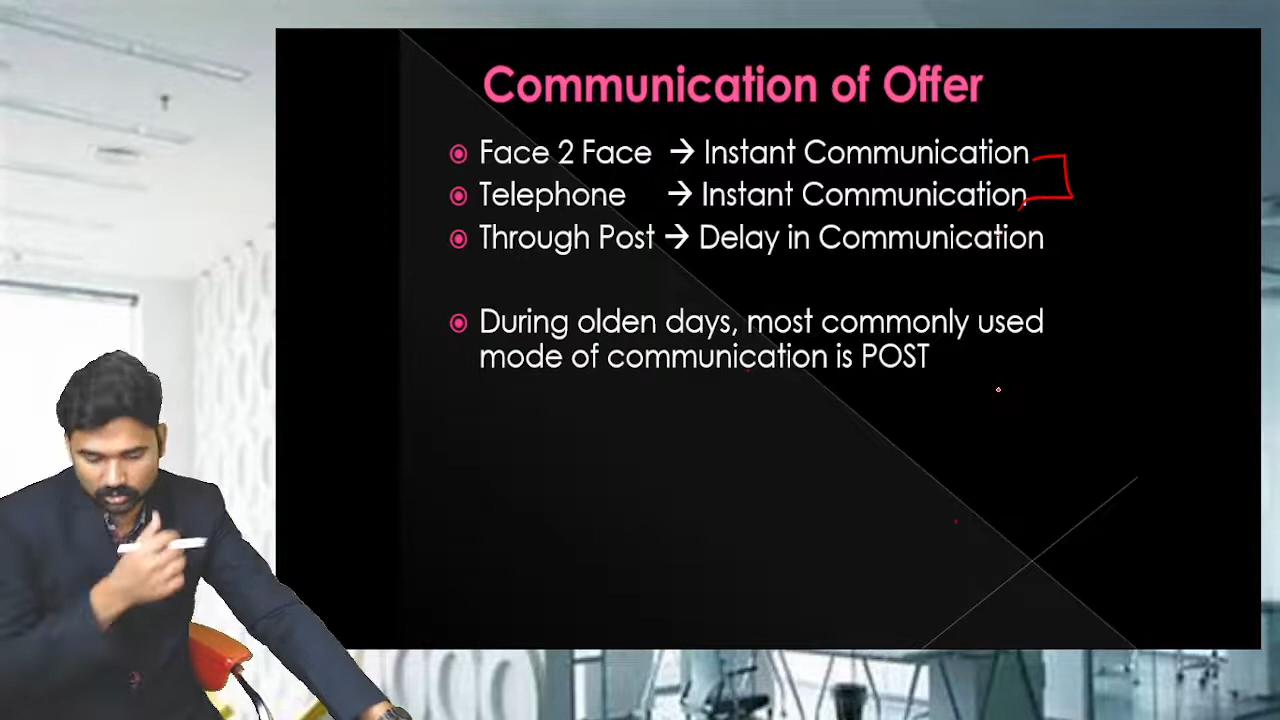 Communication of Offer
Face 2 Face → Instant Communication
Telephone → Instant Communication
Through Post → Delay in Communication
During olden days, most commonly used
mode of communication is POST